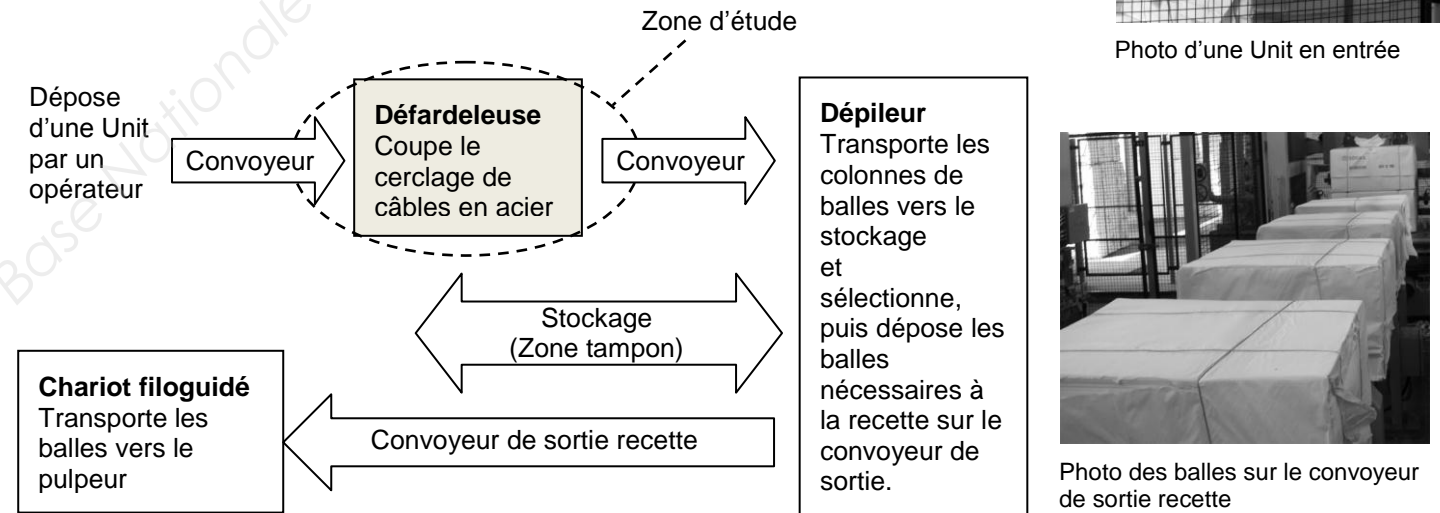 Zone d’étude
Photo d’une Unit en entrée
Dépose
d’une Unit
par un
opérateur
Convoyeur
Défardeleuse
Coupe le
cerclage de
câbles en acier
Convoyeur
Dépileur
Transporte les
colonnes de
balles vers le
stockage
et
sélectionne,
puis dépose les
balles
nécessaires à
la recette sur le
convoyeur de
sortie.
Stockage
(Zone tampon)
Chariot filoguidé
Transporte les
balles vers le
pulpeur
Convoyeur de sortie recette
Photo des balles sur le convoyeur
de sortie recette
Base Nationale